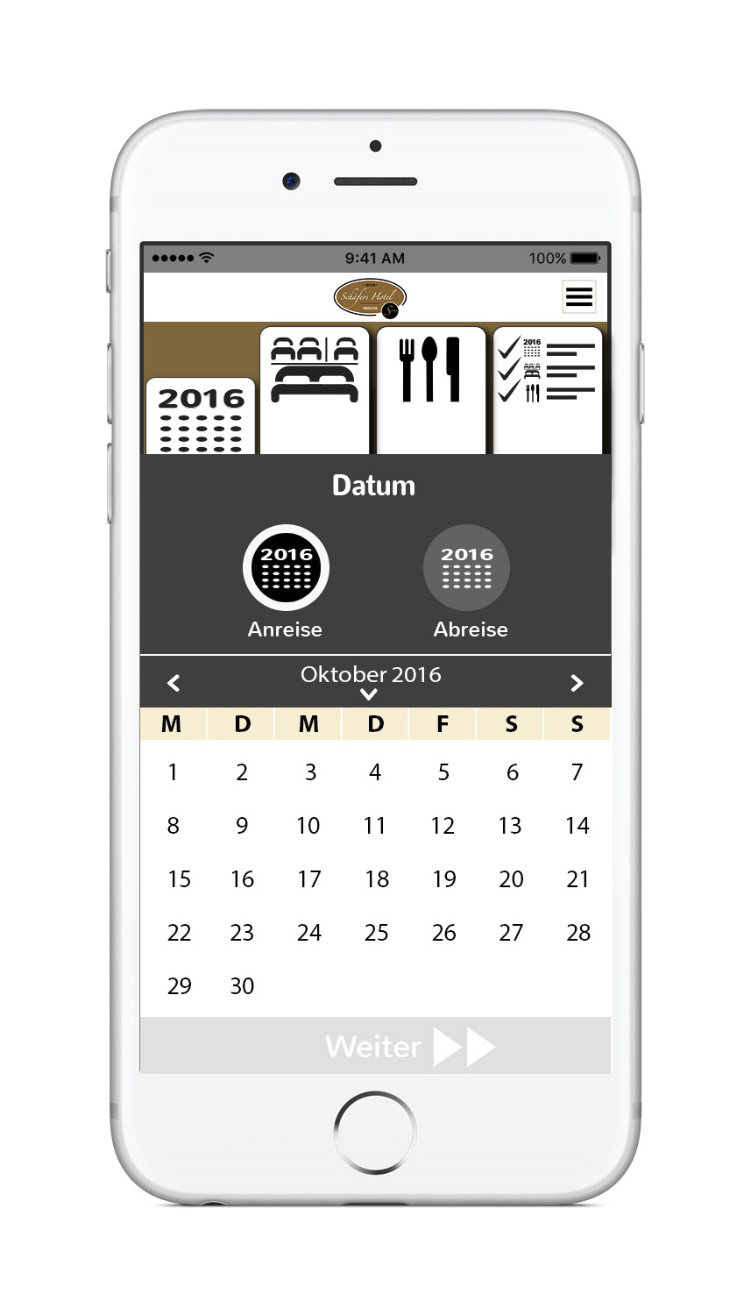 9:41 AM 100%
Schäfers Hotel
2016
2016
Datum
2016 2016
Anreise Abreise
Oktober 2016
M D M D F S S
1 2 3 4 5 6 7
8 9 10 11 12 13 14
15 16 17 18 19 20 21
22 23 24 25 26 27 28
29 30
Weiter